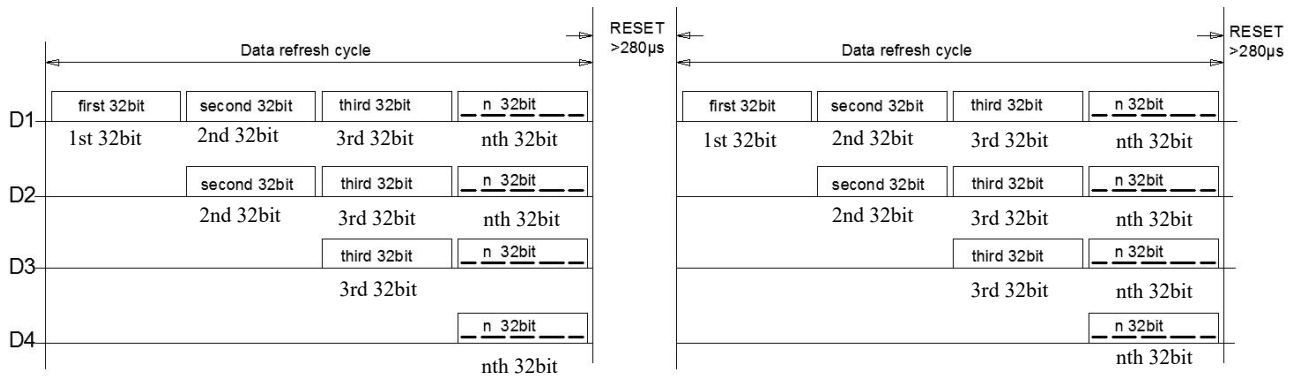 RESET
>280μs
RESET
>280μs
Data refresh cycle
Data refresh cycle
D1
first 32bit
second 32bit
third 32bit
n 32bit
first 32bit
second 32bit
third 32bit
n 32bit
1st 32bit
2nd 32bit
3rd 32bit
nth 32bit
1st 32bit
2nd 32bit
3rd 32bit
nth 32bit
D2
second 32bit
third 32bit
n 32bit
second 32bit
third 32bit
n 32bit
2nd 32bit
3rd 32bit
nth 32bit
2nd 32bit
3rd 32bit
nth 32bit
D3
third 32bit
n 32bit
third 32bit
n 32bit
3rd 32bit
3rd 32bit
nth 32bit
D4
n 32bit
n 32bit
nth 32bit
nth 32bit